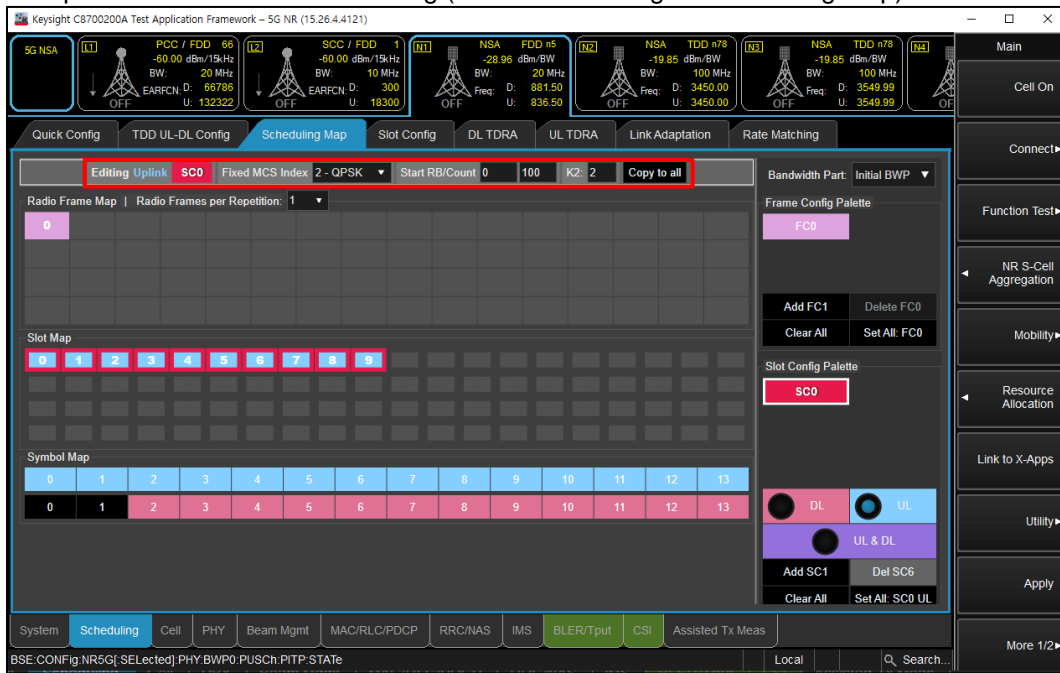 Keysight C8700200A Test Application Framework – 5G NR (15.26.4.4121)
5G NSA
L1 PCC / FDD 66
-60.00 dBm/15kHz
BW: 20 MHz
EARFCN: D: 66786
U: 132322
OFF
L2 SCC / FDD 1
-60.00 dBm/15kHz
BW: 10 MHz
EARFCN: D: 300
U: 18300
OFF
N1 NSA FDD n5
-28.96 dBm/BW
BW: 20 MHz
Freq: D: 881.50
U: 836.50
OFF
N2 NSA TDD n78
-19.85 dBm/BW
BW: 100 MHz
Freq: D: 3450.00
U: 3450.00
OFF
N3 NSA TDD n78
-19.85 dBm/BW
BW: 100 MHz
Freq: D: 3549.99
U: 3549.99
OFF
N4
Quick Config TDD UL-DL Config Scheduling Map Slot Config DL TDRA UL TDRA Link Adaptation Rate Matching
Editing Uplink SC0 Fixed MCS Index 2 - QPSK Start RB/Count 0 100 K2: 2 Copy to all
Radio Frame Map | Radio Frames per Repetition: 1
0
Slot Map
0 1 2 3 4 5 6 7 8 9
Symbol Map
0 1 2 3 4 5 6 7 8 9 10 11 12 13
0 1 2 3 4 5 6 7 8 9 10 11 12 13
Bandwidth Part: Initial BWP
Frame Config Palette
FC0
Add FC1 Delete FC0
Clear All Set All: FC0
Slot Config Palette
SC0
DL UL
UL & DL
Add SC1 Del SC6
Clear All Set All: SC0 UL
Main
Cell On
Connect
Function Test
NR S-Cell
Aggregation
Mobility
Resource
Allocation
Link to X-Apps
Utility
Apply
More 1/2
System Scheduling Cell PHY Beam Mgmt MAC/RLC/PDCP RRC/NAS IMS BLER/Tput CSI Assisted Tx Meas
BSE:CONFig:NR5G[:SELected]:PHY:BWP0:PUSCh:PITP:STATe
Local Search...